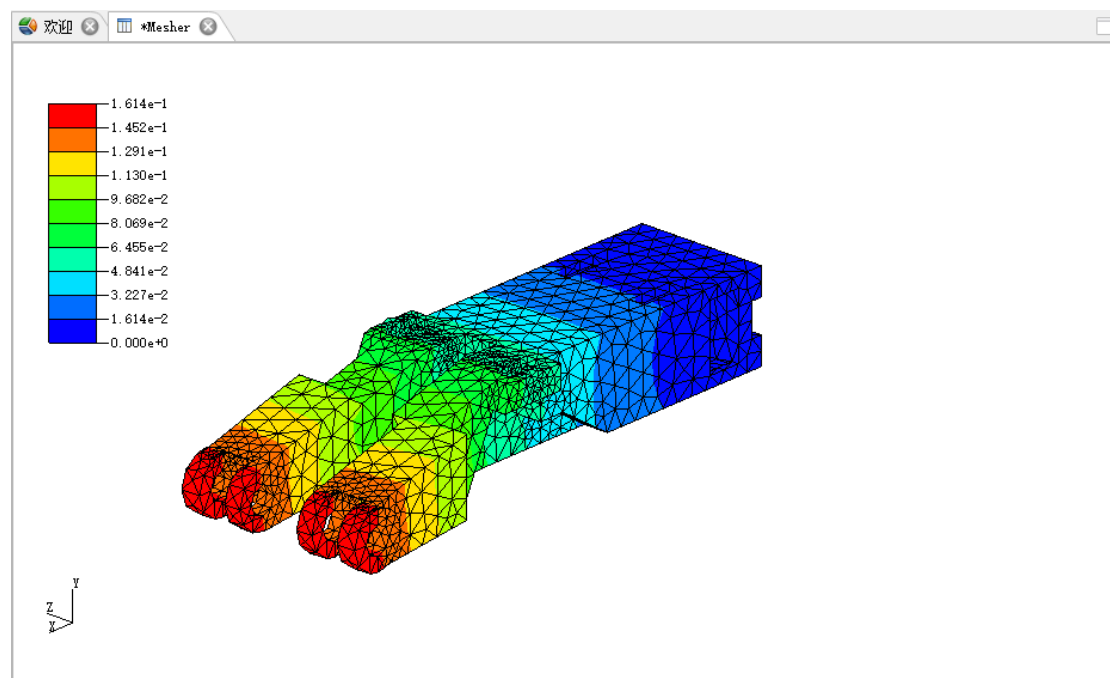 欢迎 *Mesher
1.614e-1
1.452e-1
1.291e-1
1.130e-1
9.682e-2
8.069e-2
6.455e-2
4.841e-2
3.227e-2
1.614e-2
0.000e+0
Y
Z
X